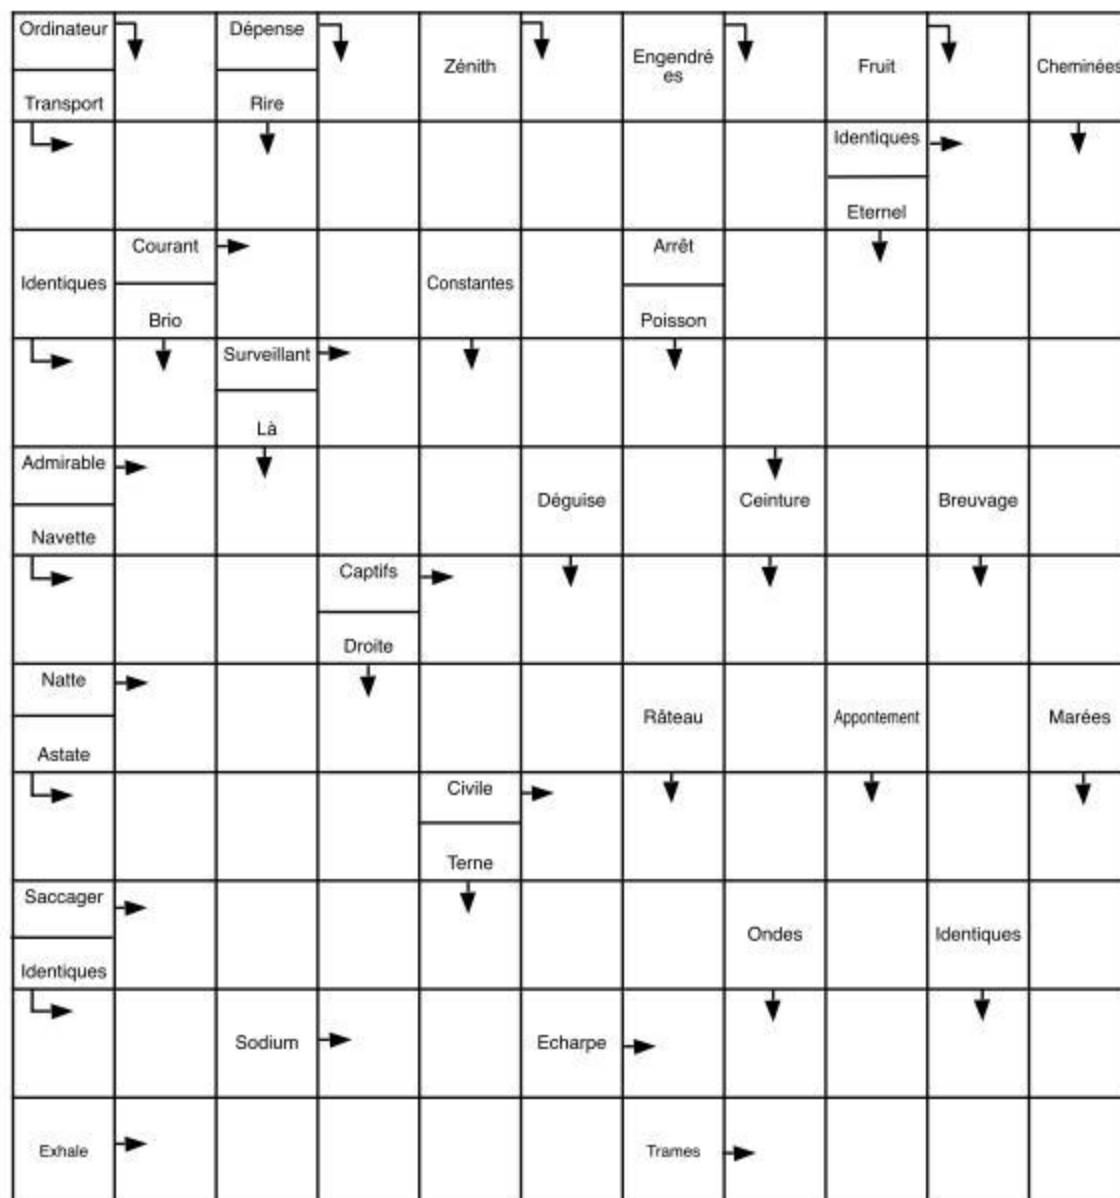 Ordinateur
Transport
Dépense
Rire
Zénith
Engendré
es
Fruit
Cheminées
Identiques
Eternel
Identiques
Courant
Brio
Constantes
Arrêt
Poisson
Surveillant
Là
Admirable
Navette
Déguise
Ceinture
Breuvage
Captifs
Droite
Natte
Astate
Râteau
Appontement
Marées
Civile
Terne
Saccager
Identiques
Ondes
Identiques
Sodium
Echarpe
Exhale
Trames